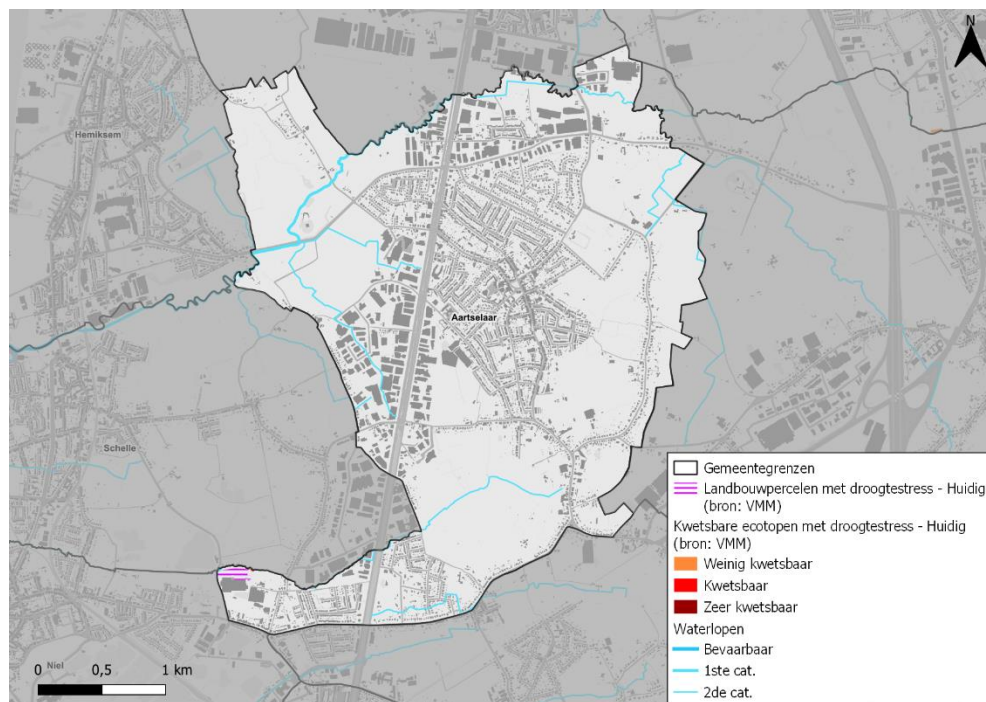 N
Hemiksem
Aartselaar
Schelle
Niel
0 0,5 1 km
Gemeentegrenzen
Landbouwpercelen met droogtestress - Huidig
(bron: VMM)
Kwetsbare ecotopen met droogtestress - Huidig
(bron: VMM)
Weinig kwetsbaar
Kwetsbaar
Zeer kwetsbaar
Waterlopen
Bevaarbaar
1ste cat.
2de cat.